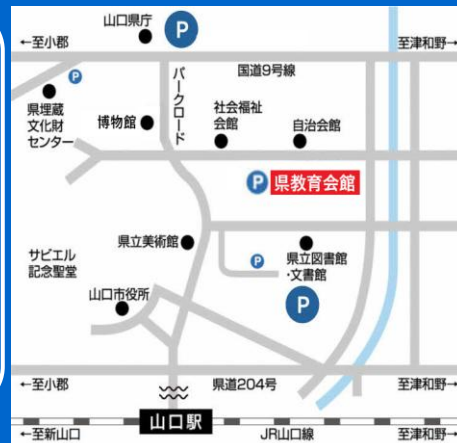 山口県庁
P
←至小郡
至津和野→
国道9号線
P
パークロード
県埋蔵
文化財
センター
博物館
社会福祉
会館
自治会館
P 県教育会館
県立美術館
サビエル
記念聖堂
P
県立図書館
・文書館
山口市役所
P
←至小郡
県道204号
至津和野→
山口駅
←至新山口
JR山口線
至津和野→